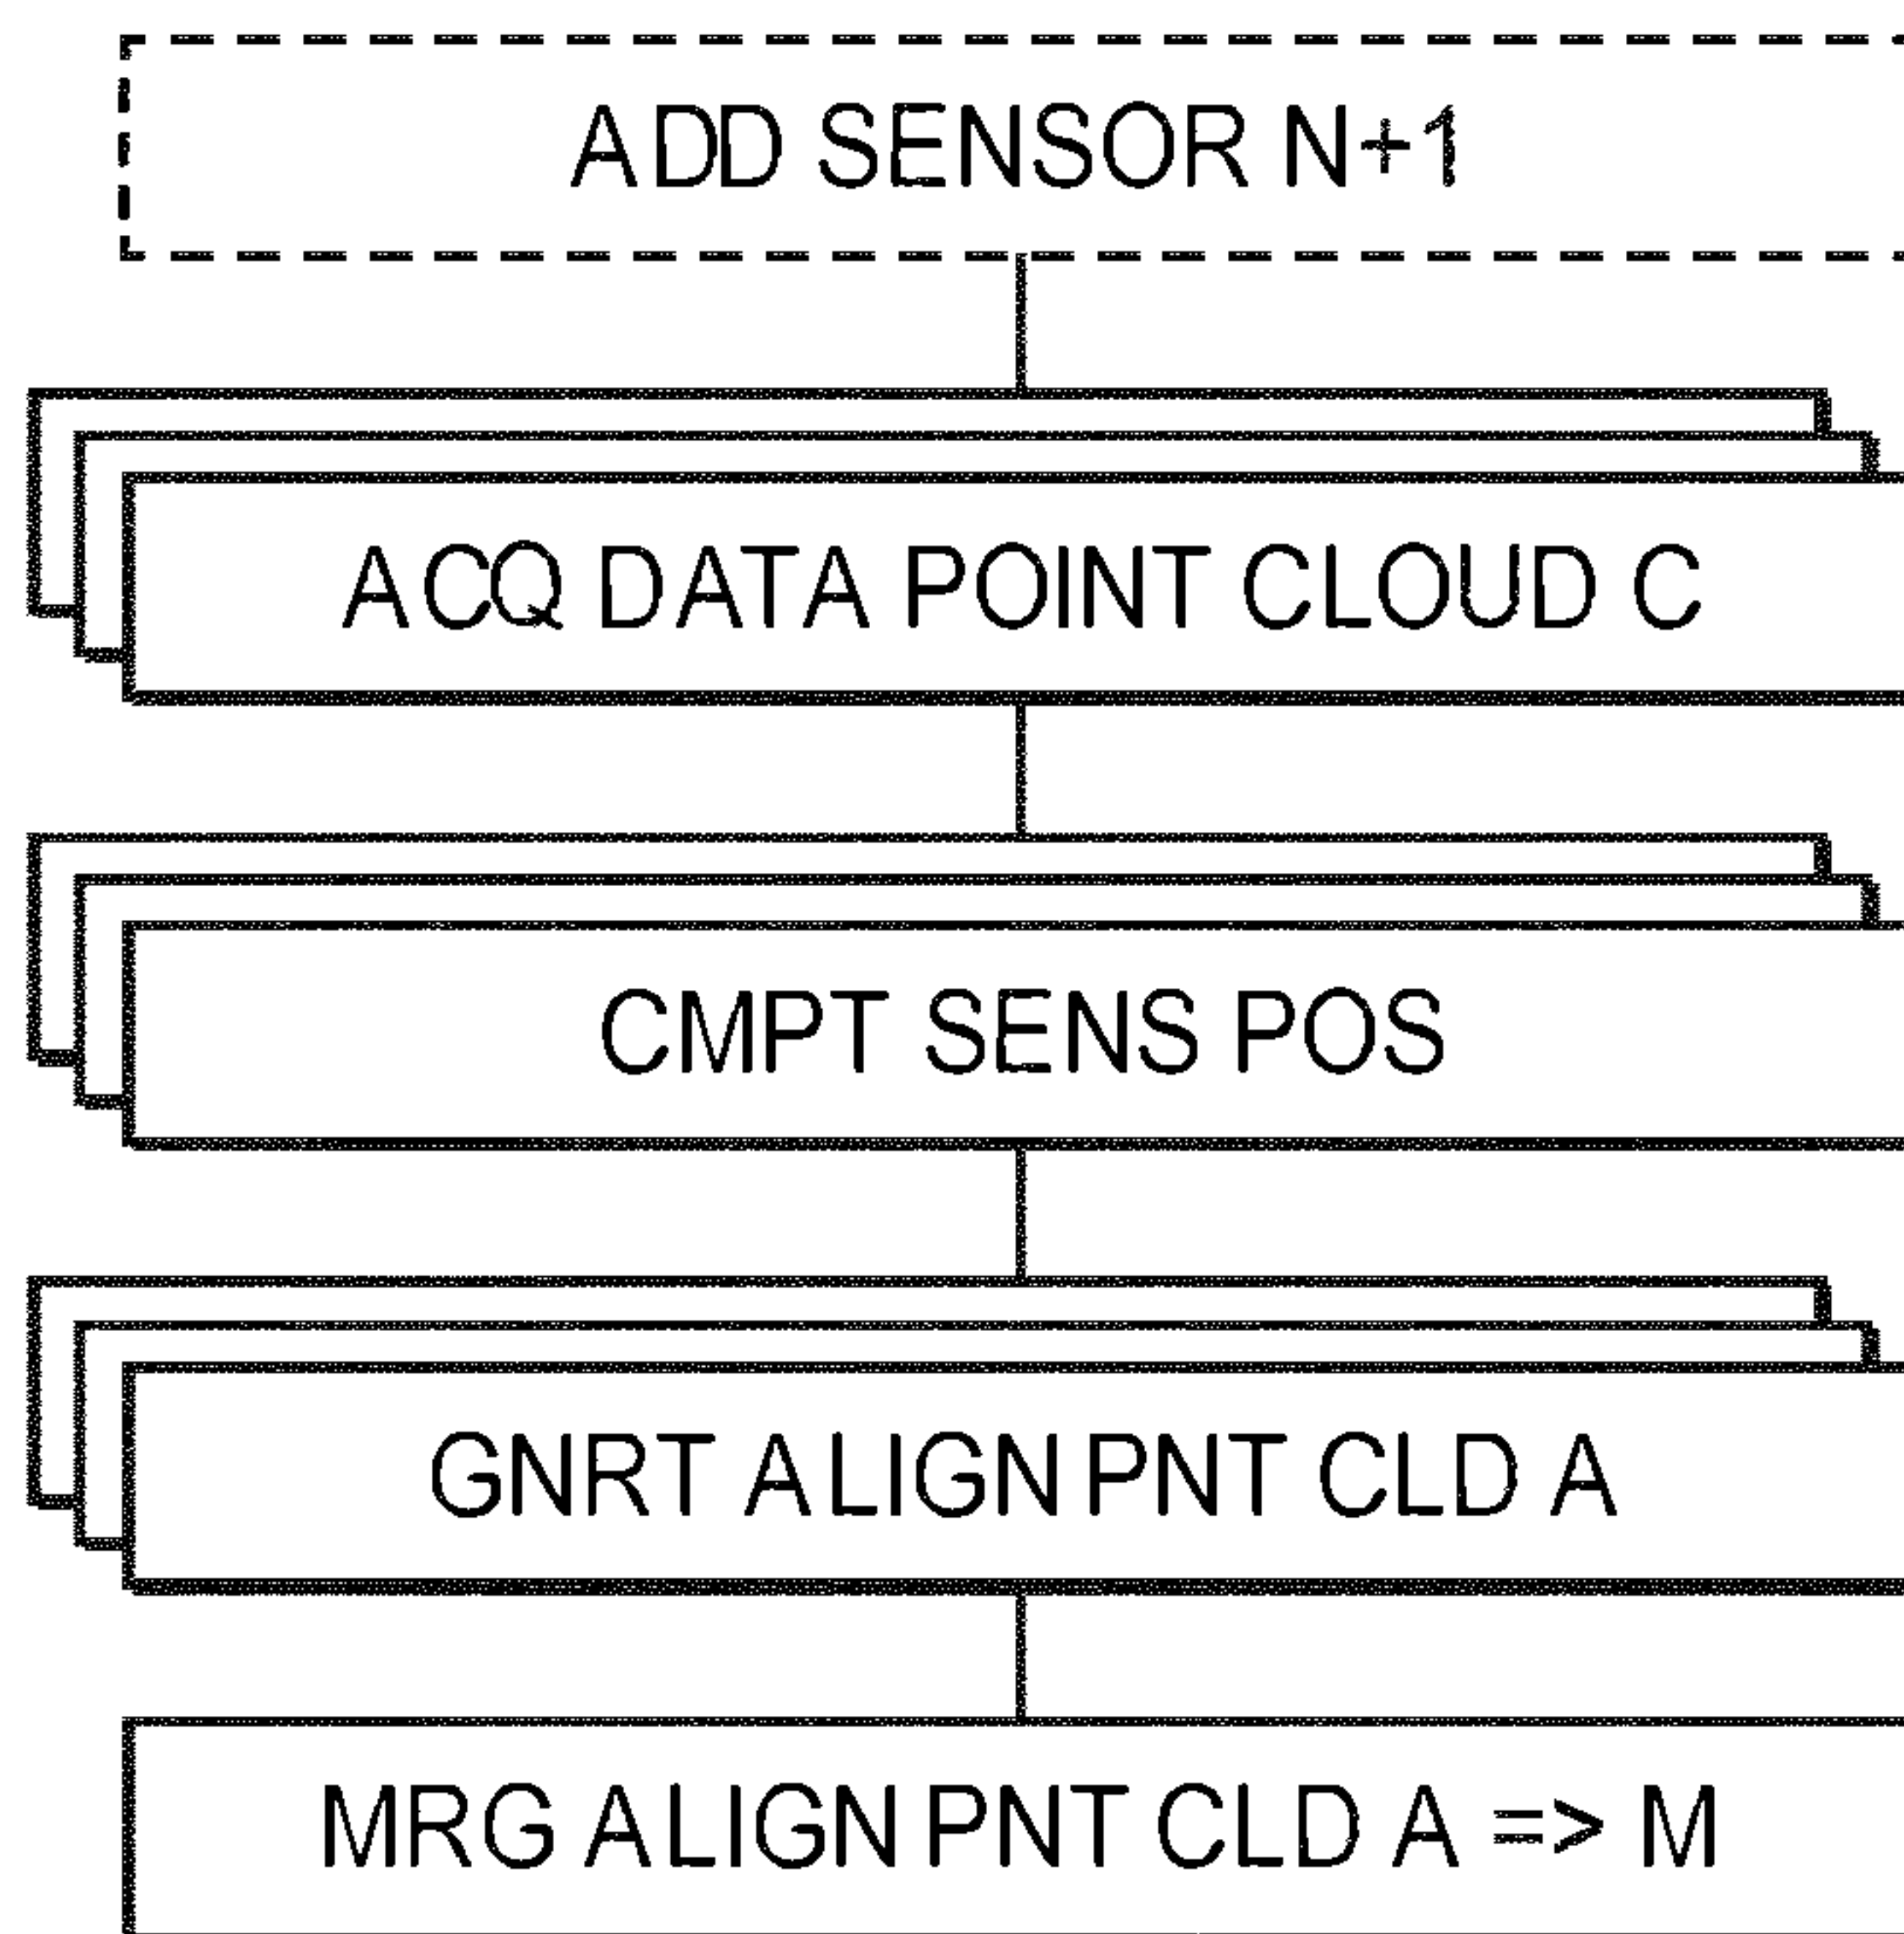 ADD SENSOR N+1
ACQ DATA POINT CLOUD C
CMPT SENS POS
GNRT ALIGN PNT CLD A
MRG ALIGN PNT CLD A => M